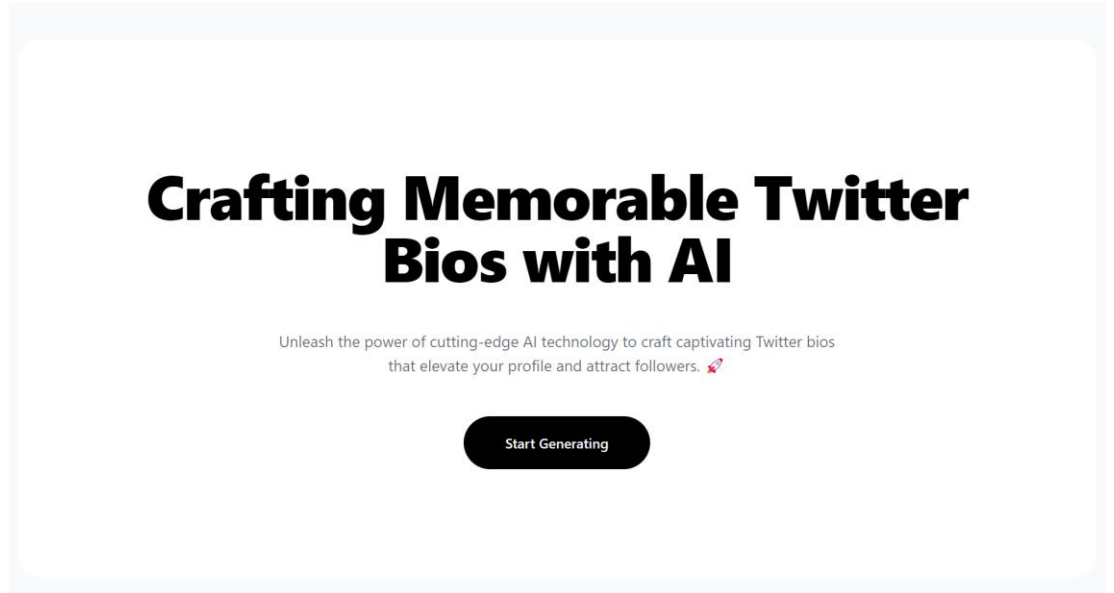 Crafting Memorable Twitter
Bios with AI
Unleash the power of cutting-edge AI technology to craft captivating Twitter bios
that elevate your profile and attract followers. 🚀
Start Generating